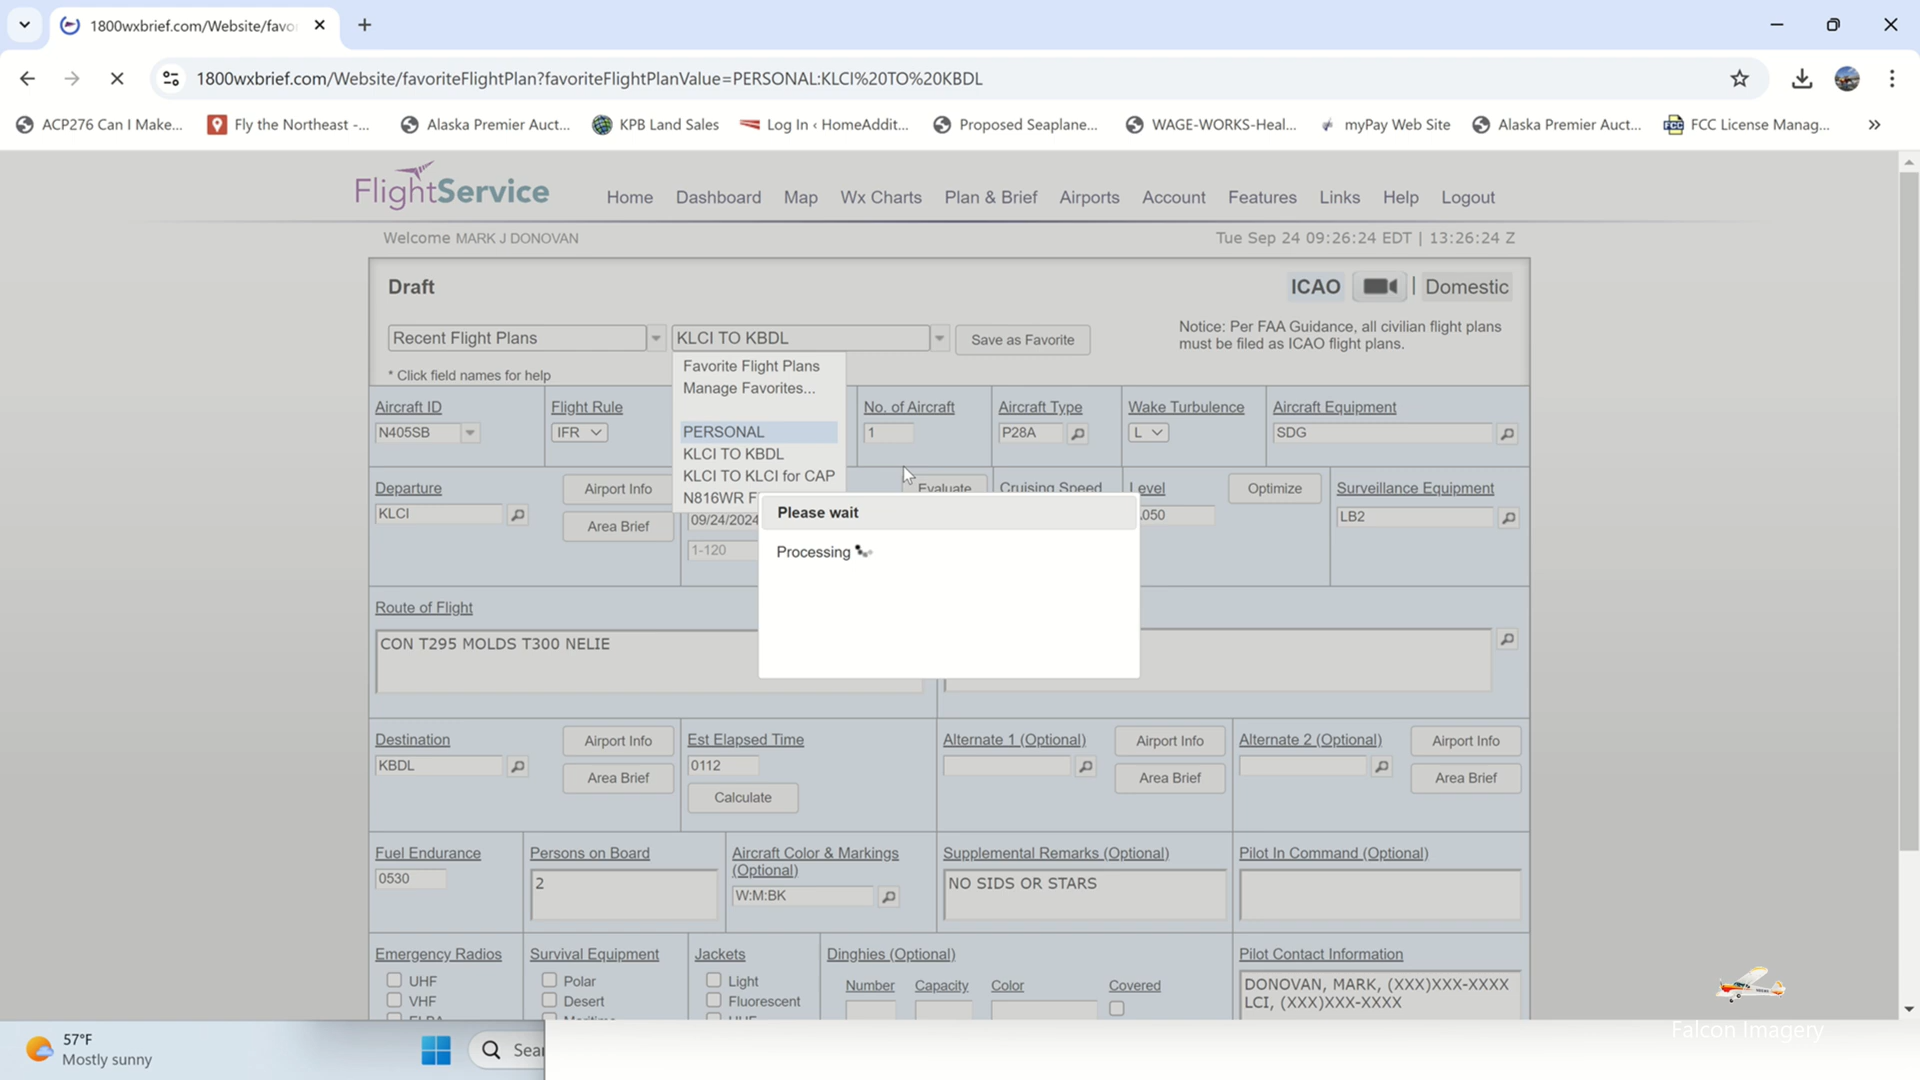 1800wxbrief.com/Website/favo
1800wxbrief.com/Website/favoriteFlightPlan?favoriteFlightPlanValue=PERSONAL:KLCI%20TO%20KBDL
ACP276 Can I Make... Fly the Northeast -... Alaska Premier Auct... KPB Land Sales Log In ‹ HomeAddit... Proposed Seaplane... WAGE-WORKS-Heal... myPay Web Site Alaska Premier Auct... FCC License Manag... »
FlightService Home Dashboard Map Wx Charts Plan & Brief Airports Account Features Links Help Logout
Welcome MARK J DONOVAN Tue Sep 24 09:26:24 EDT | 13:26:24 Z
Draft ICAO | Domestic
Recent Flight Plans KLCI TO KBDL Save as Favorite
Notice: Per FAA Guidance, all civilian flight plans
must be filed as ICAO flight plans.
* Click field names for help
Favorite Flight Plans
Manage Favorites...
PERSONAL
KLCI TO KBDL
KLCI TO KLCI for CAP
N816WR F
Aircraft ID Flight Rule No. of Aircraft Aircraft Type Wake Turbulence Aircraft Equipment
N405SB IFR 1 P28A L SDG
Departure Airport Info Evaluate Cruising Speed Level Optimize Surveillance Equipment
KLCI Area Brief 09/24/2024 050 LB2
1-120
Please wait
Processing
Route of Flight
CON T295 MOLDS T300 NELIE
Destination Airport Info Est Elapsed Time Alternate 1 (Optional) Airport Info Alternate 2 (Optional) Airport Info
KBDL Area Brief 0112 Area Brief Area Brief
Calculate
Fuel Endurance Persons on Board Aircraft Color & Markings Supplemental Remarks (Optional) Pilot In Command (Optional)
(Optional)
0530 2 W:M:BK NO SIDS OR STARS
Emergency Radios Survival Equipment Jackets Dinghies (Optional) Pilot Contact Information
UHF Polar Light Number Capacity Color Covered DONOVAN, MARK, (XXX)XXX-XXXX
VHF Desert Fluorescent LCI, (XXX)XXX-XXXX
57°F
Mostly sunny
Sear
Falcon Imagery